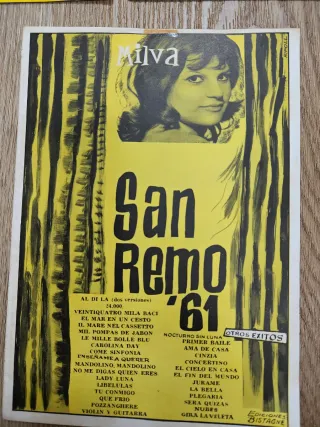 Milva
San
Remo
'61
AL DI LA (dos versiones)
24.000
VEINTIQUATRO MILA BACI
EL MAR EN UN CESTO
IL MARE NEL CASSETTO
MIL POMPAS DE JABON
LE MILLE BOLLE BLU
CAROLINA DAY
COME SINFONIA
ENSEÑAME A QUERER
MANDOLINO, MANDOLINO
NO ME DIGAS QUIEN ERES
LADY LUNA
LIBELULAS
TU CONMIGO
QUE FRIO
POZZANGHERE
VIOLIN Y GUITARRA
NOCTURNO SIN LUNA
OTROS EXITOS
PRIMER BAILE
AMA DE CASA
CINZIA
CONCERTINO
EL CIELO EN CASA
EL FIN DEL MUNDO
JURAME
LA BELLA
PLEGARIA
SERA QUIZAS
NUBES
GIRA LA VELETA
EDICIONES
BISTAGNE